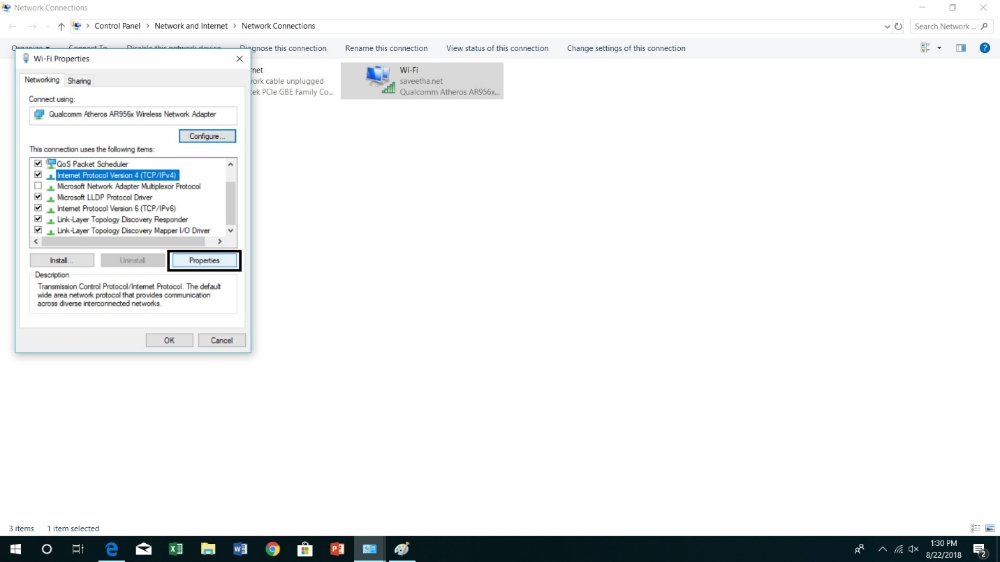 Network Connections
Control Panel > Network and Internet > Network Connections
Search Network ...
Organize Connect To Disable this network device Diagnose this connection Rename this connection View status of this connection Change settings of this connection
Wi-Fi Properties
net
Wi-Fi
work cable unplugged
saveetha.net
tek PCIe GBE Family Co...
Qualcomm Atheros AR956x...
Networking Sharing
Connect using:
Qualcomm Atheros AR956x Wireless Network Adapter
Configure...
This connection uses the following items:
QoS Packet Scheduler
Internet Protocol Version 4 (TCP/IPv4)
Microsoft Network Adapter Multiplexor Protocol
Microsoft LLDP Protocol Driver
Internet Protocol Version 6 (TCP/IPv6)
Link-Layer Topology Discovery Responder
Link-Layer Topology Discovery Mapper I/O Driver
Install... Uninstall Properties
Description
Transmission Control Protocol/Internet Protocol. The default
wide area network protocol that provides communication
across diverse interconnected networks.
OK Cancel
3 items 1 item selected
1:30 PM
8/22/2018
2